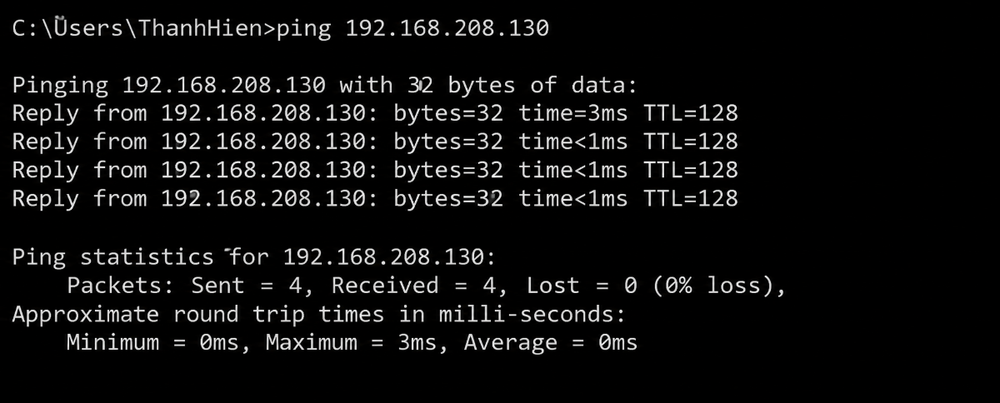 C:\Users\ThanhHien>ping 192.168.208.130
Pinging 192.168.208.130 with 32 bytes of data:
Reply from 192.168.208.130: bytes=32 time=3ms TTL=128
Reply from 192.168.208.130: bytes=32 time<1ms TTL=128
Reply from 192.168.208.130: bytes=32 time<1ms TTL=128
Reply from 192.168.208.130: bytes=32 time<1ms TTL=128
Ping statistics for 192.168.208.130:
Packets: Sent = 4, Received = 4, Lost = 0 (0% loss),
Approximate round trip times in milli-seconds:
Minimum = 0ms, Maximum = 3ms, Average = 0ms